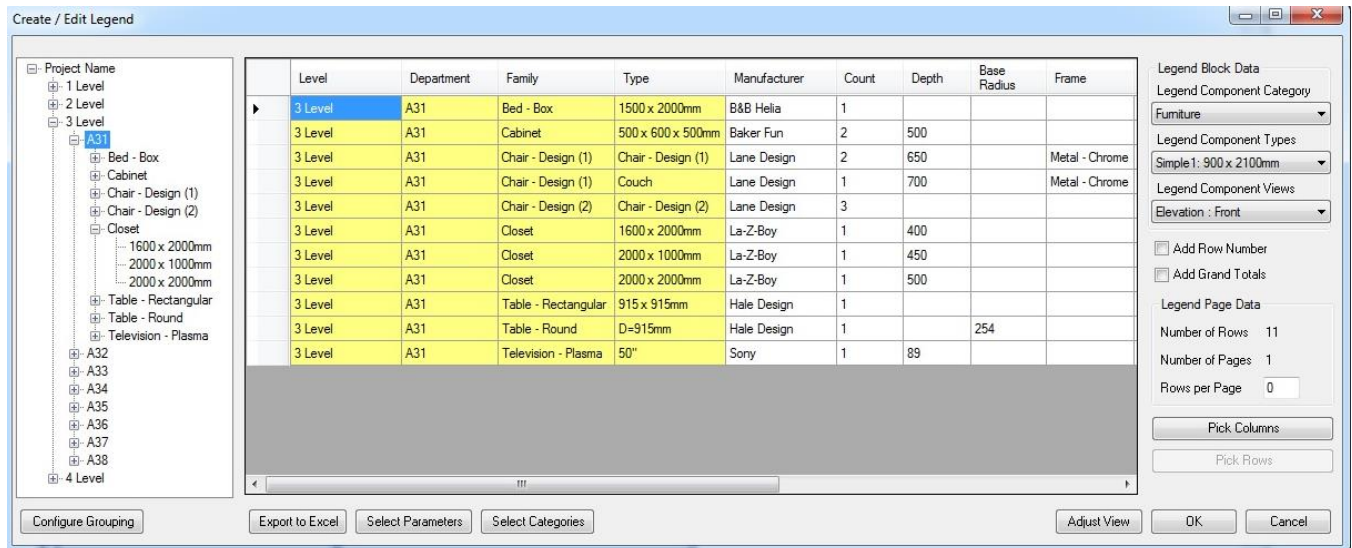 Create / Edit Legend
Project Name
1 Level
2 Level
3 Level
A31
Bed - Box
Cabinet
Chair - Design (1)
Chair - Design (2)
Closet
1600 x 2000mm
2000 x 1000mm
2000 x 2000mm
Table - Rectangular
Table - Round
Television - Plasma
A32
A33
A34
A35
A36
A37
A38
4 Level
Level Department Family Type Manufacturer Count Depth Base Radius Frame
3 Level A31 Bed - Box 1500 x 2000mm B&B Helia 1
3 Level A31 Cabinet 500 x 600 x 500mm Baker Fun 2 500
3 Level A31 Chair - Design (1) Chair - Design (1) Lane Design 2 650 Metal - Chrome
3 Level A31 Chair - Design (1) Couch Lane Design 1 700 Metal - Chrome
3 Level A31 Chair - Design (2) Chair - Design (2) Lane Design 3
3 Level A31 Closet 1600 x 2000mm La-Z-Boy 1 400
3 Level A31 Closet 2000 x 1000mm La-Z-Boy 1 450
3 Level A31 Closet 2000 x 2000mm La-Z-Boy 1 500
3 Level A31 Table - Rectangular 915 x 915mm Hale Design 1
3 Level A31 Table - Round D=915mm Hale Design 1 254
3 Level A31 Television - Plasma 50" Sony 1 89
Legend Block Data
Legend Component Category
Furniture
Legend Component Types
Simple1: 900 x 2100mm
Legend Component Views
Elevation : Front
Add Row Number
Add Grand Totals
Legend Page Data
Number of Rows 11
Number of Pages 1
Rows per Page 0
Pick Columns
Pick Rows
Configure Grouping Export to Excel Select Parameters Select Categories Adjust View OK Cancel